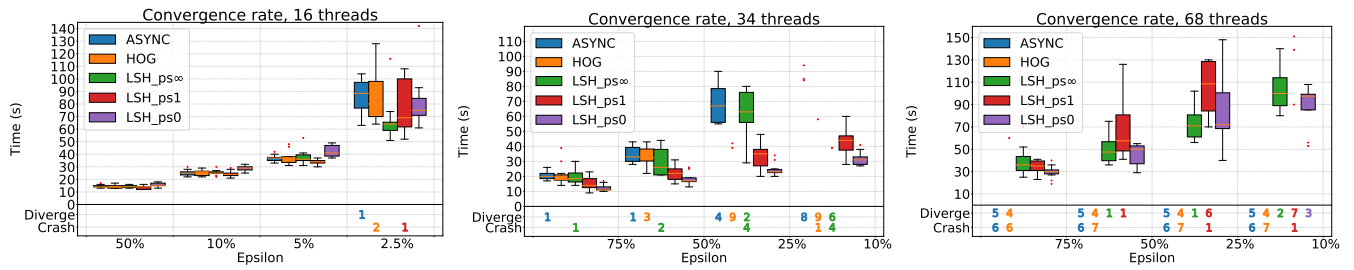 Convergence rate, 16 threads
Time (s)
140
130
120
110
100
90
80
70
60
50
40
30
20
10
0
ASYNC
HOG
LSH_ps∞
LSH_ps1
LSH_ps0
Diverge 1
Crash 2 1
50% 10% 5% 2.5%
Epsilon
Convergence rate, 34 threads
Time (s)
110
100
90
80
70
60
50
40
30
20
10
0
ASYNC
HOG
LSH_ps∞
LSH_ps1
LSH_ps0
Diverge 1 1 3 4 9 2 8 9 6
Crash 1 2 4 1 4
75% 50% 25% 10%
Epsilon
Convergence rate, 68 threads
Time (s)
150
130
110
90
70
50
30
10
ASYNC
HOG
LSH_ps∞
LSH_ps1
LSH_ps0
Diverge 5 4 5 4 1 1 5 4 1 6 5 4 2 7 3
Crash 6 6 6 7 6 7 1 6 7 1
75% 50% 25% 10%
Epsilon